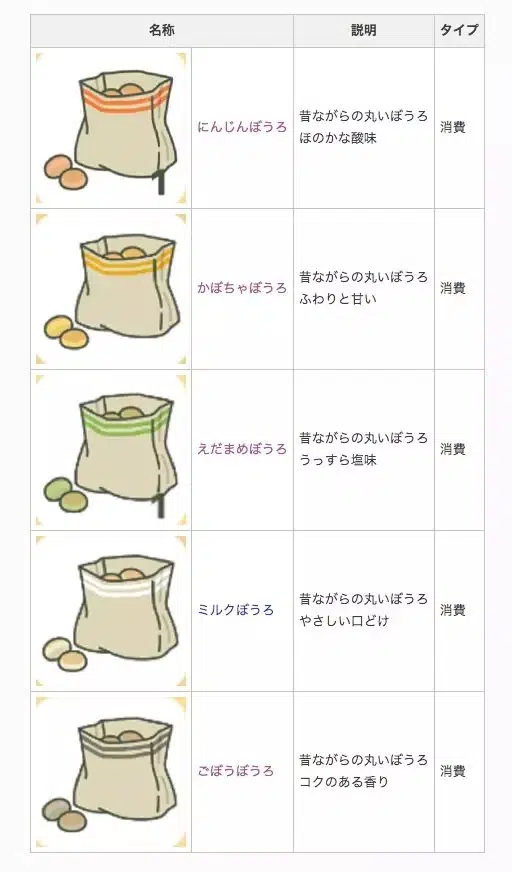 名称 説明 タイプ
にんじんぼうろ
昔ながらの丸いぼうろ
ほのかな酸味
消費
かぼちゃぼうろ
昔ながらの丸いぼうろ
ふわりと甘い
消費
えだまめぼうろ
昔ながらの丸いぼうろ
うっすら塩味
消費
ミルクぼうろ
昔ながらの丸いぼうろ
やさしい口どけ
消費
ごぼうぼうろ
昔ながらの丸いぼうろ
コクのある香り
消費